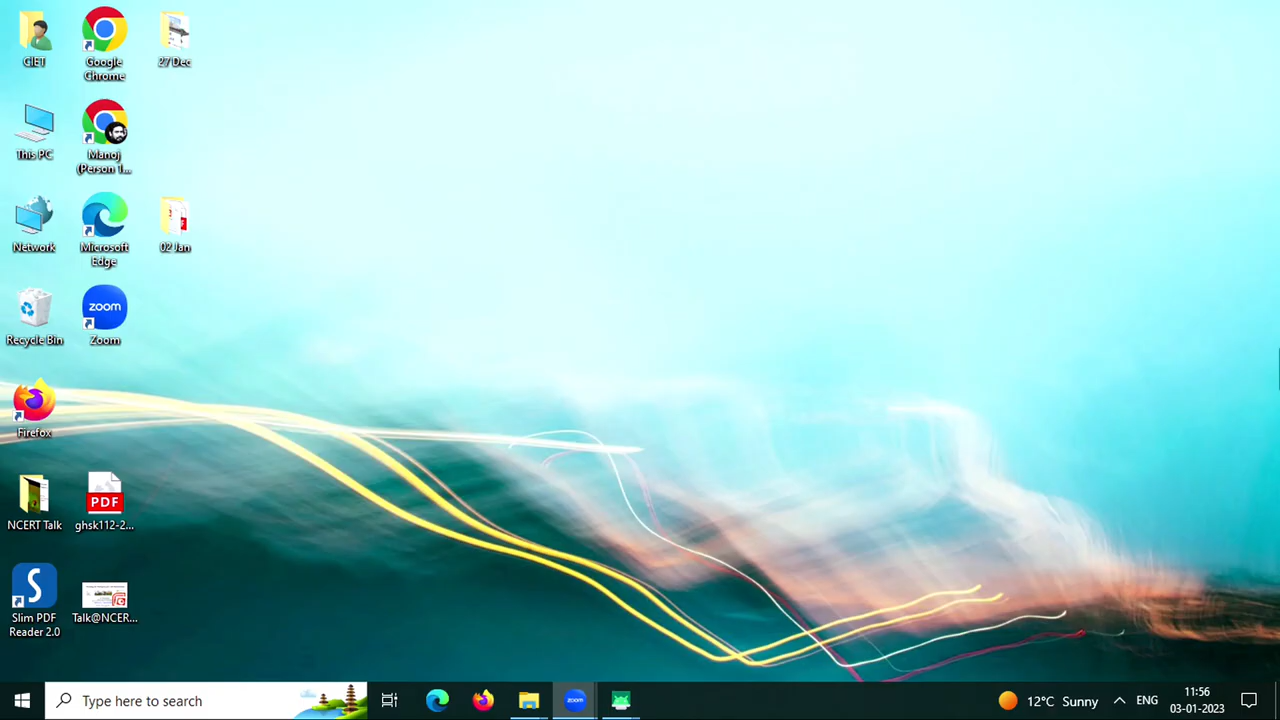 CIET
Google
Chrome
27 Dec
This PC
Manoj
(Person 1...
Network
Microsoft
Edge
02 Jan
Recycle Bin
zoom
Zoom
Firefox
NCERT Talk
PDF
ghsk112-2...
S
Slim PDF
Reader 2.0
Talk@NCER...
Type here to search
zoom
12°C Sunny
ENG
11:56
03-01-2023